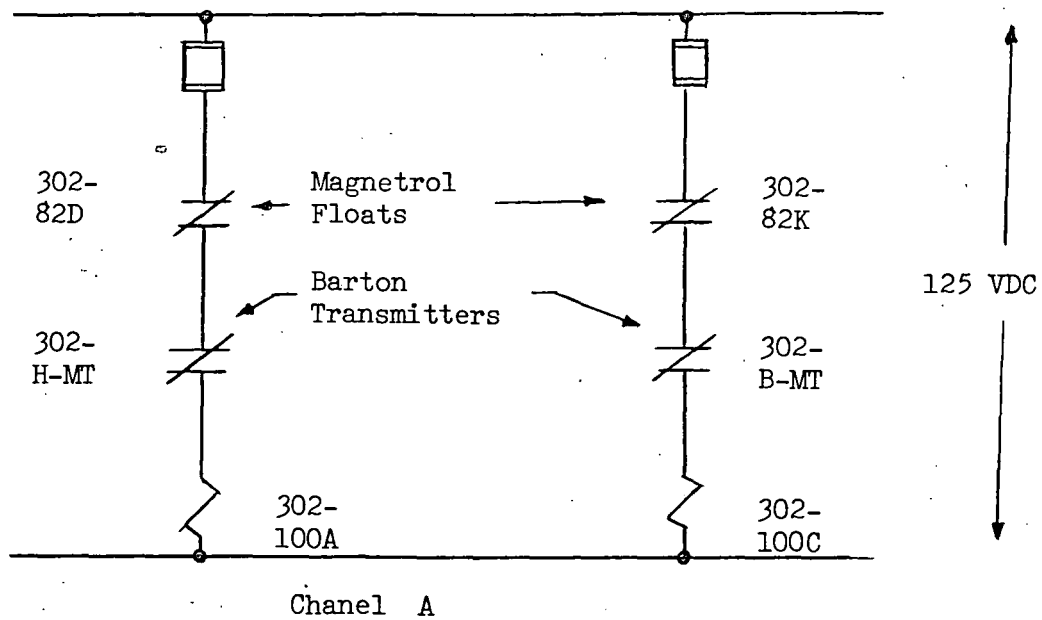 302-
82D
Magnetrol
Floats
302-
82K
125 VDC
Barton
Transmitters
302-
H-MT
302-
B-MT
302-
100A
302-
100C
Chanel A